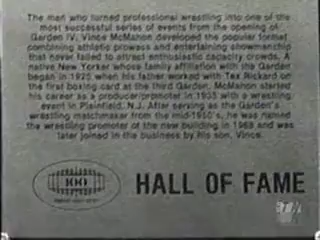 The man who turned professional wrestling into one of the
most successful series of events from the opening of
Garden IV, Vince McMahon developed the popular format
combining athletic prowess and entertaining showmanship
that never failed to attract enthusiastic capacity crowds. A
native New Yorker whose family affiliation with the Garden
began in 1925 when his father worked with Tex Rickard on
the first boxing card at the third Garden, McMahon started
his career as a producer/promoter in 1935 with a wrestling
event in Plainfield, N.J. After serving as the Garden's
wrestling matchmaker from the mid-1950's, he was named
the wrestling promoter of the new building in 1968 and was
later joined in the business by his son, Vince.
100
HALL OF FAME